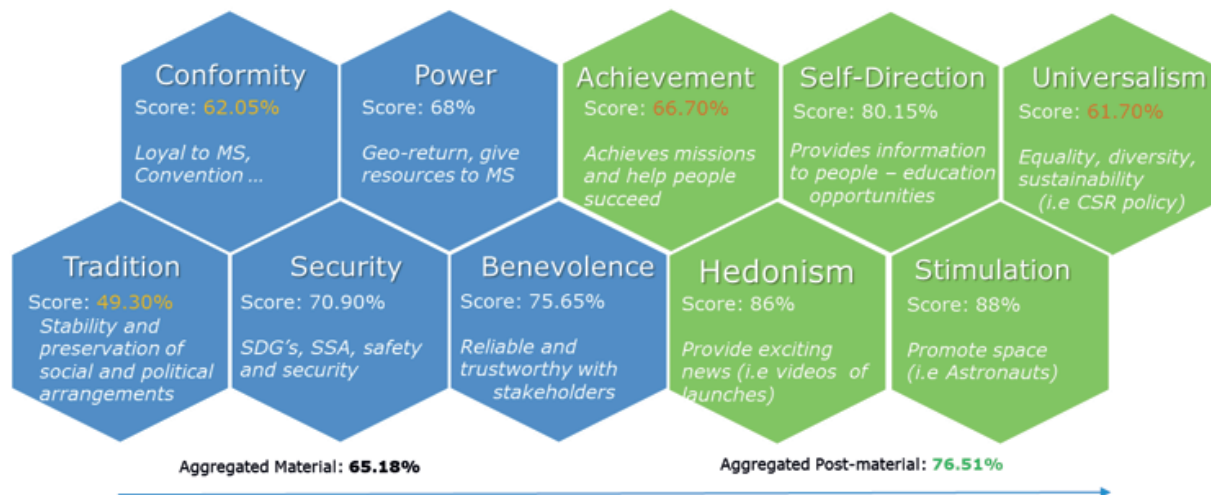 Conformity
Score: 62.05%
Loyal to MS,
Convention ...
Power
Score: 68%
Geo-return, give
resources to MS
Achievement
Score: 66.70%
Achieves missions
and help people
succeed
Self-Direction
Score: 80.15%
Provides information
to people – education
opportunities
Universalism
Score: 61.70%
Equality, diversity,
sustainability
(i.e CSR policy)
Tradition
Score: 49.30%
Stability and
preservation of
social and political
arrangements
Security
Score: 70.90%
SDG's, SSA, safety
and security
Benevolence
Score: 75.65%
Reliable and
trustworthy with
stakeholders
Hedonism
Score: 86%
Provide exciting
news (i.e videos of
launches)
Stimulation
Score: 88%
Promote space
(i.e Astronauts)
Aggregated Material: 65.18%
Aggregated Post-material: 76.51%